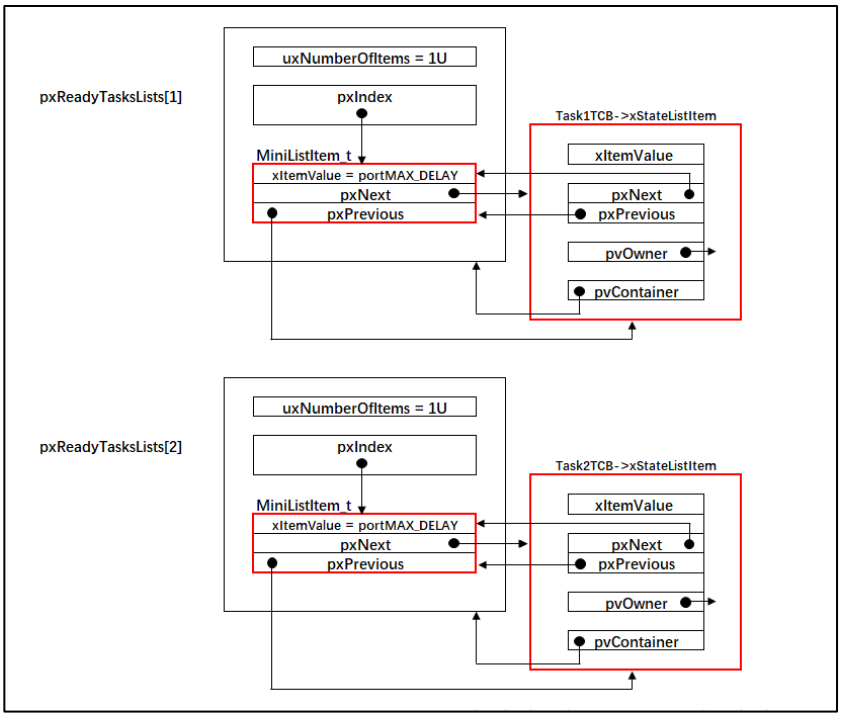 uxNumberOfItems = 1U
pxReadyTasksLists[1]
pxIndex
Task1TCB->xStateListItem
MiniListItem_t
xItemValue
xItemValue = portMAX_DELAY
pxNext
pxNext
pxPrevious
pxPrevious
pvOwner
pvContainer
uxNumberOfItems = 1U
pxReadyTasksLists[2]
pxIndex
Task2TCB->xStateListItem
MiniListItem_t
xItemValue
xItemValue = portMAX_DELAY
pxNext
pxNext
pxPrevious
pxPrevious
pvOwner
pvContainer